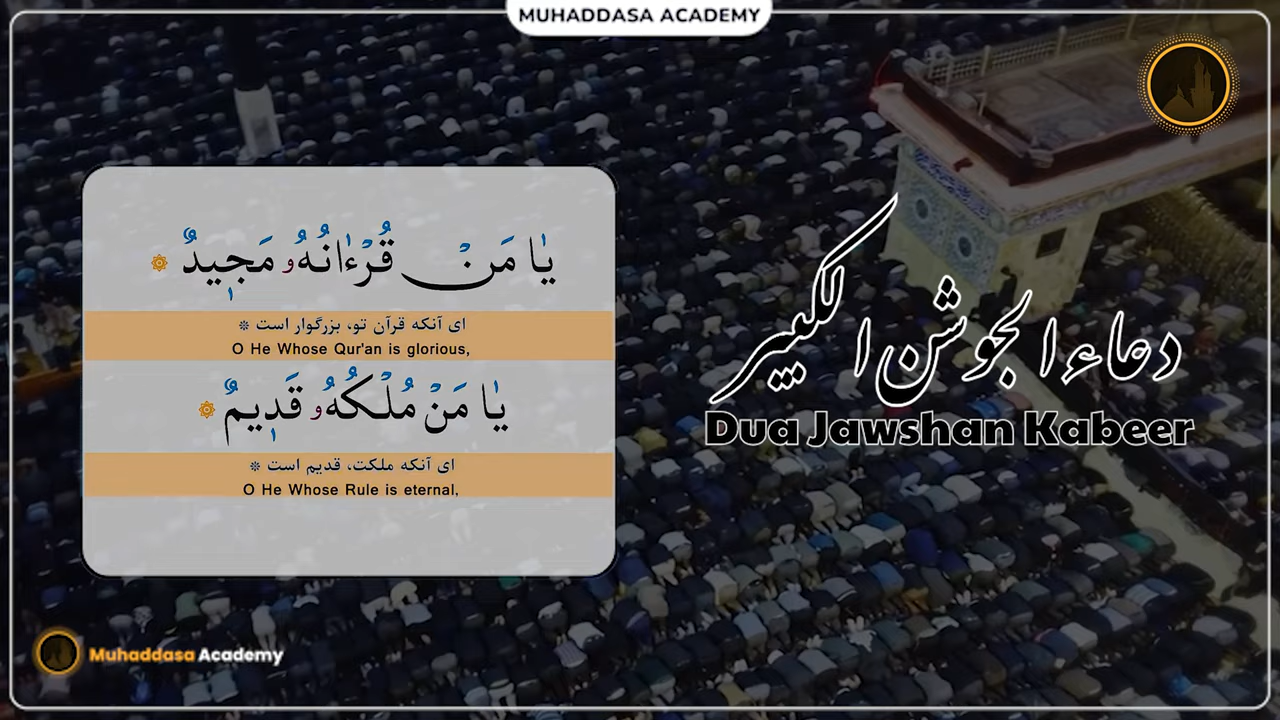 MUHADDASA ACADEMY
يَا مَنْ قُرْءَانُهُۥ مَجِيدٌ ۞
ای آنکه قرآن تو، بزرگوار است *
O He Whose Qur'an is glorious,
يَا مَنْ مُلْكُهُۥ قَدِيمٌ ۞
ای آنکه ملکت، قدیم است *
O He Whose Rule is eternal,
دعاء الجوشن الكبير
Dua Jawshan Kabeer
Muhaddasa Academy